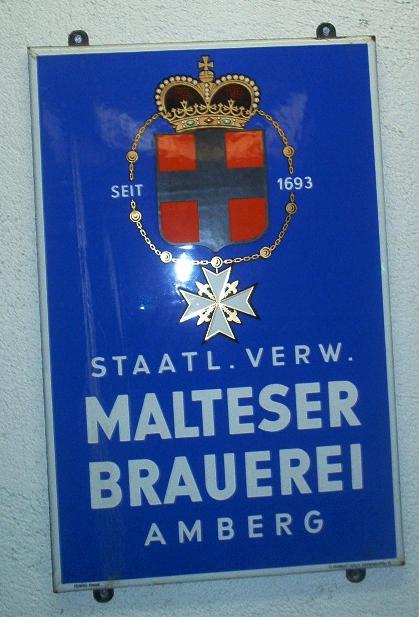 SEIT 1693
STAATL. VERW.
MALTESER
BRAUEREI
AMBERG